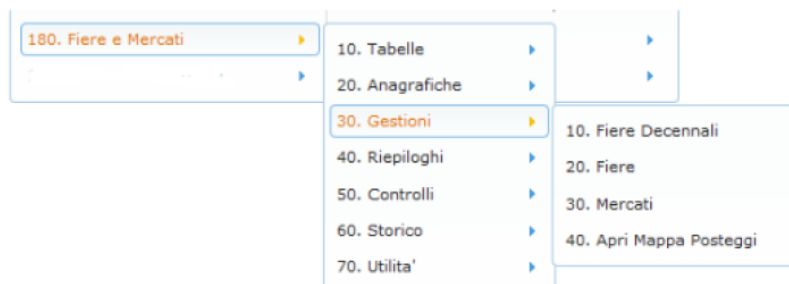 180. Fiere e Mercati
10. Tabelle
20. Anagrafiche
30. Gestioni
40. Riepiloghi
50. Controlli
60. Storico
70. Utilita'
10. Fiere Decennali
20. Fiere
30. Mercati
40. Apri Mappa Posteggi